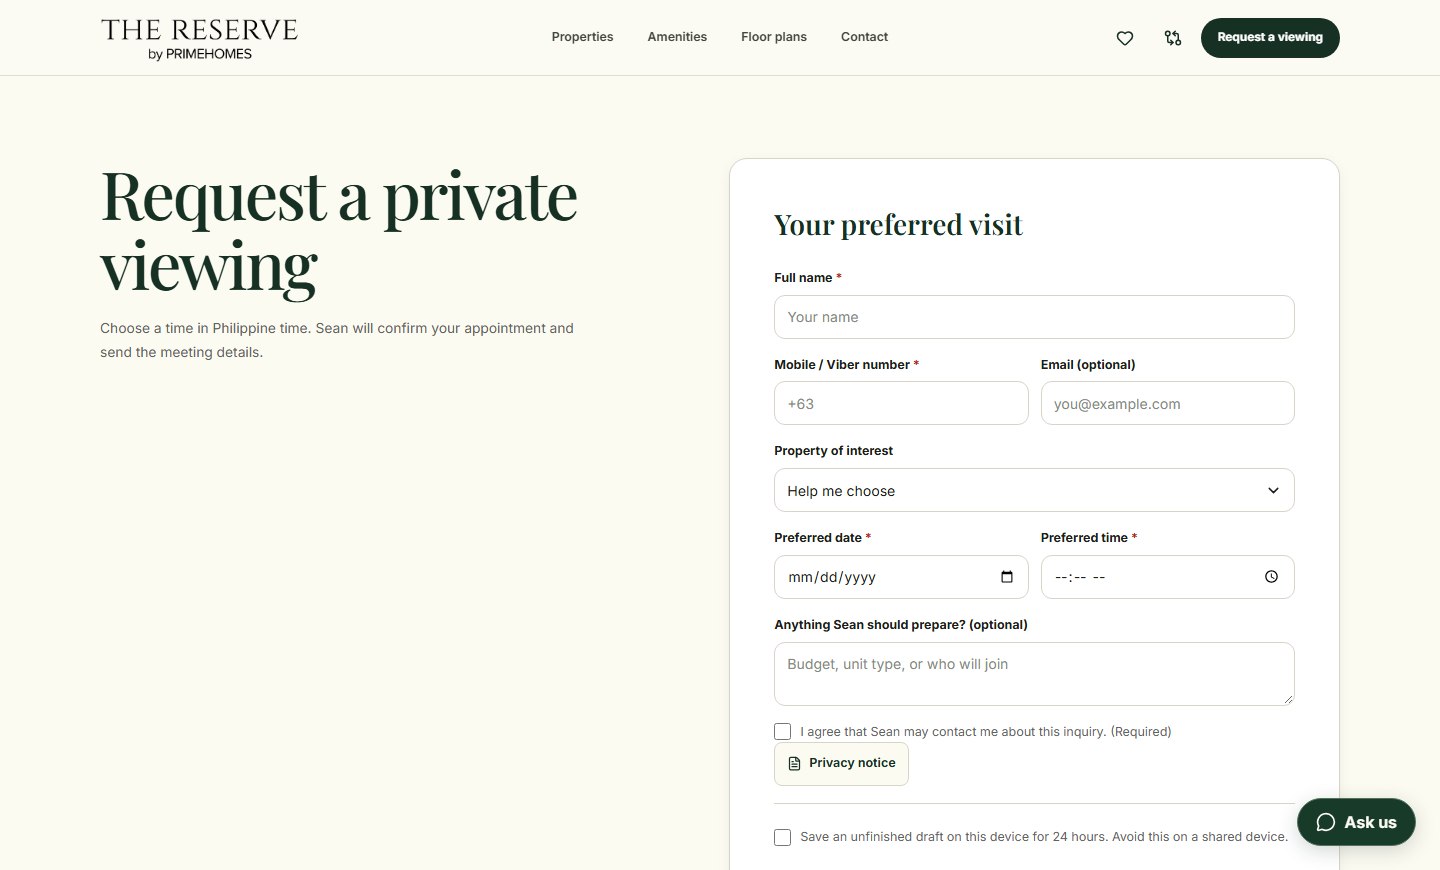 THE RESERVE
by PRIMEHOMES
Properties
Amenities
Floor plans
Contact
Request a viewing
Request a private
viewing
Choose a time in Philippine time. Sean will confirm your appointment and
send the meeting details.
Your preferred visit
Full name *
Your name
Mobile / Viber number *
Email (optional)
+63
you@example.com
Property of interest
Help me choose
Preferred date *
Preferred time *
mm/dd/yyyy
--:-- --
Anything Sean should prepare? (optional)
Budget, unit type, or who will join
I agree that Sean may contact me about this inquiry. (Required)
Privacy notice
Save an unfinished draft on this device for 24 hours. Avoid this on a shared device.
Ask us